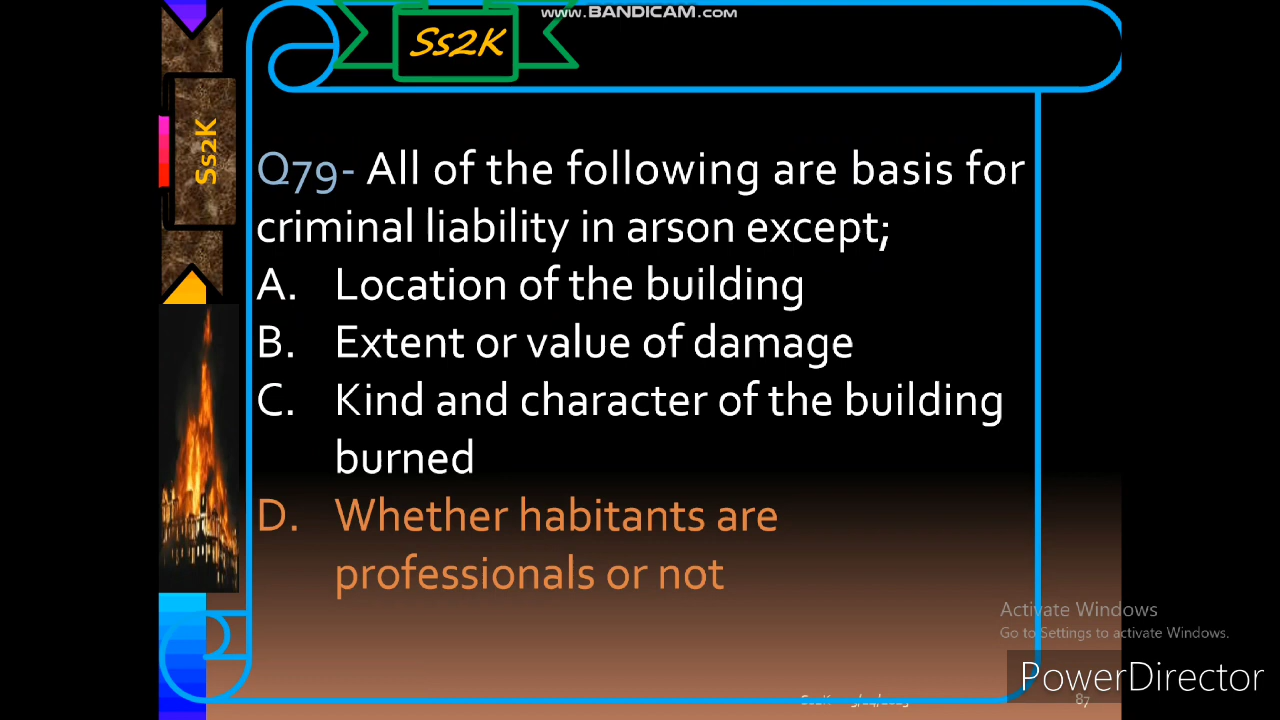 www.BANDICAM.com
Ss2K
Ss2K
Q79- All of the following are basis for
criminal liability in arson except;
A. Location of the building
B. Extent or value of damage
C. Kind and character of the building
burned
D. Whether habitants are
professionals or not
Activate Windows
Go to Settings to activate Windows.
PowerDirector
Ss2K
87